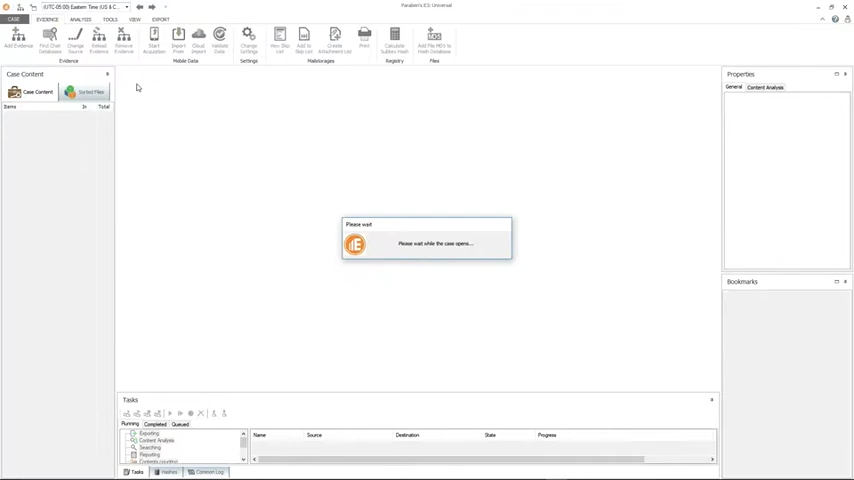 (UTC-05:00) Eastern Time (US & C...
Paraben's E3: Universal
CASE EVIDENCE ANALYSIS TOOLS VIEW EXPORT
Add Evidence Find Chat Databases Change Source Reload Evidence Remove Evidence Start Acquisition Import From Cloud Import Validate Data Change Settings New Skip List Add to Skip List Create Attachment List Print Calculate Subkey Hash Add File MD5 to Hash Database
Evidence Mobile Data Settings Mailstorages Registry Files
Case Content
Case Content Sorted Files
Items In Total
Properties
General Content Analysis
Please wait
Please wait while the case opens...
Bookmarks
Tasks
Running Completed Queued
Exporting
Content Analysis
Searching
Reporting
Contents counting
Name Source Destination State Progress
Tasks Hashes Common Log